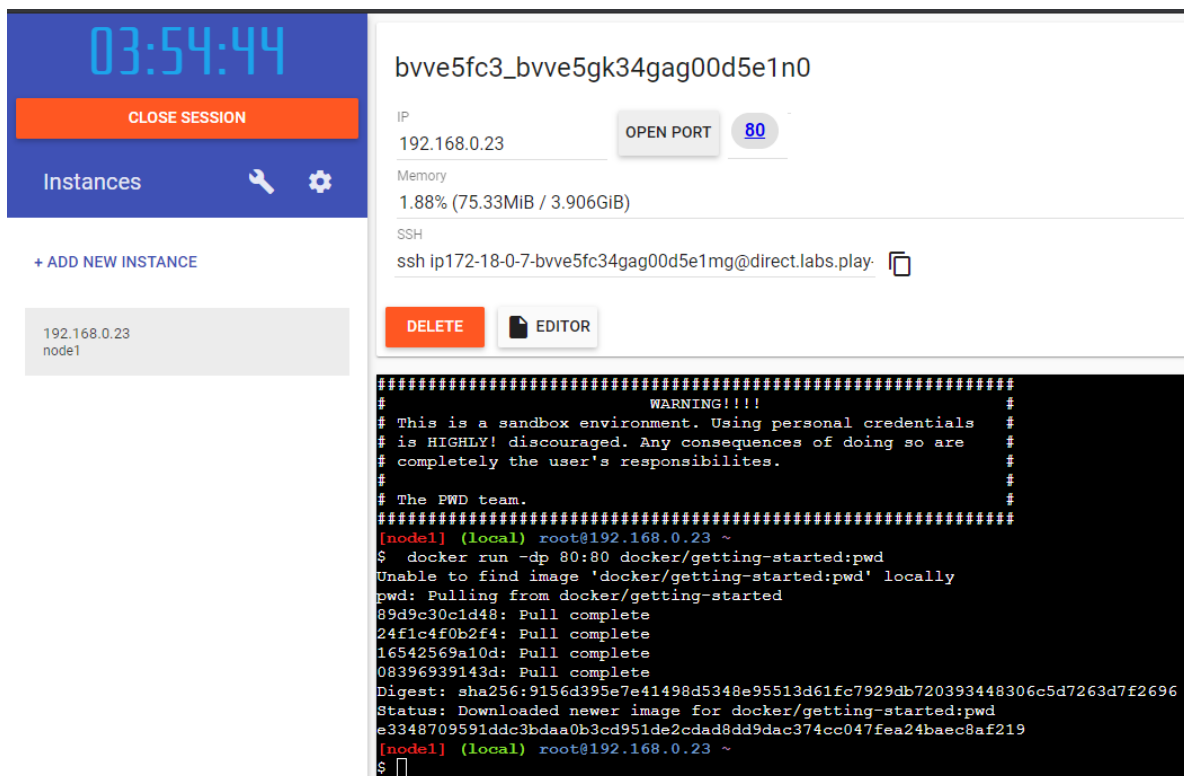 03:54:44
CLOSE SESSION
Instances
+ ADD NEW INSTANCE
192.168.0.23
node1
bvve5fc3_bvve5gk34gag00d5e1n0
IP
192.168.0.23
OPEN PORT
80
Memory
1.88% (75.33MiB / 3.906GiB)
SSH
ssh ip172-18-0-7-bvve5fc34gag00d5e1mg@direct.labs.play-
DELETE
EDITOR
###############################################################
# WARNING!!!! #
# This is a sandbox environment. Using personal credentials #
# is HIGHLY! discouraged. Any consequences of doing so are #
# completely the user's responsibilites. #
# #
# The PWD team. #
###############################################################
[node1] (local) root@192.168.0.23 ~
$ docker run -dp 80:80 docker/getting-started:pwd
Unable to find image 'docker/getting-started:pwd' locally
pwd: Pulling from docker/getting-started
89d9c30c1d48: Pull complete
24f1c4f0b2f4: Pull complete
16542569a10d: Pull complete
08396939143d: Pull complete
Digest: sha256:9156d395e7e41498d5348e95513d61fc7929db720393448306c5d7263d7f2696
Status: Downloaded newer image for docker/getting-started:pwd
e3348709591ddc3bdaa0b3cd951de2cdad8dd9dac374cc047fea24baec8af219
[node1] (local) root@192.168.0.23 ~
$